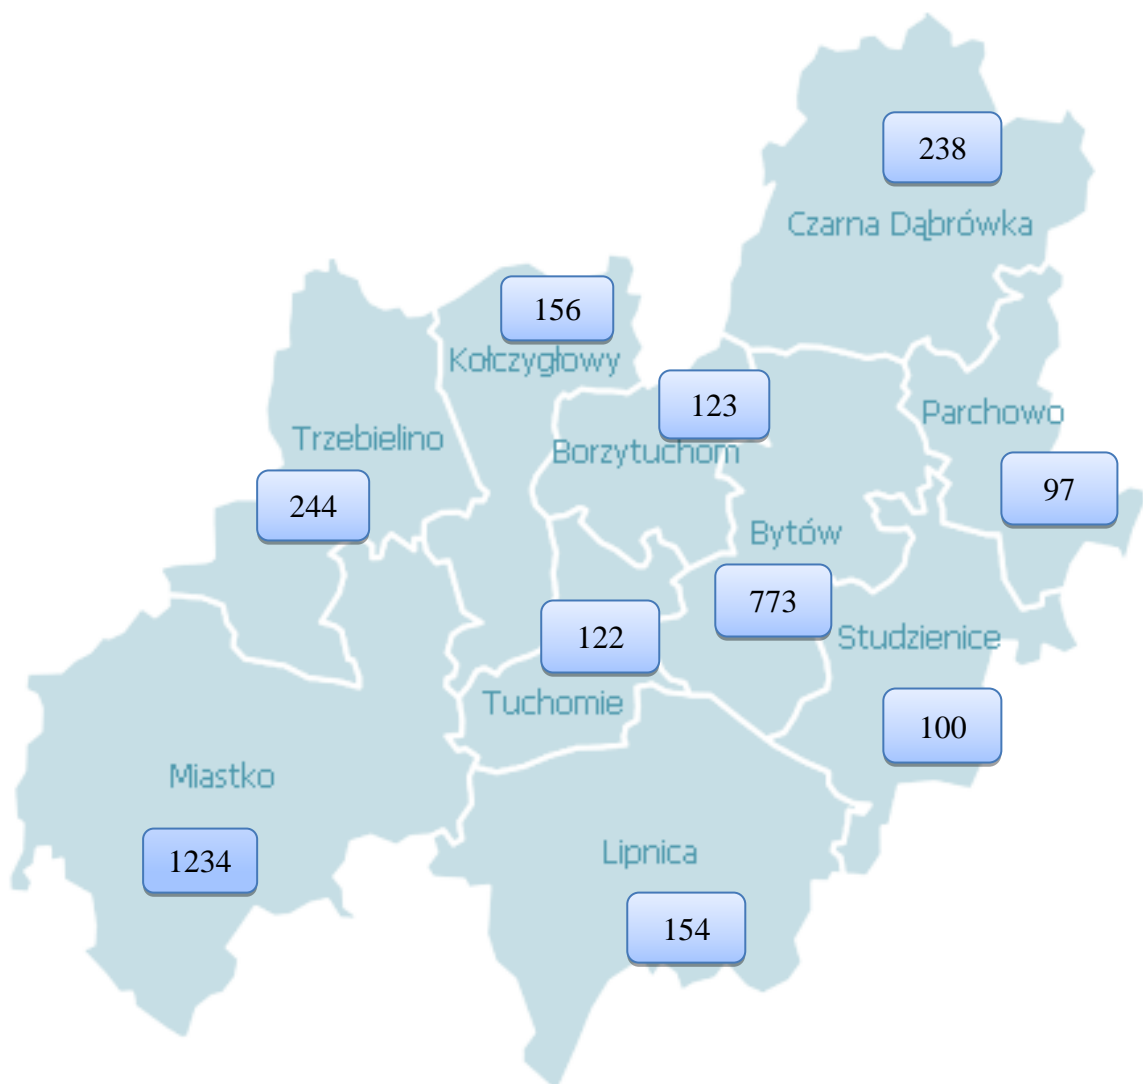 238
Czarna Dąbrówka
156
Kołczygłowy
123
Parchowo
Trzebielino
Borzytuchom
97
244
Bytów
773
122
Studzienice
Tuchomie
100
Miastko
1234
Lipnica
154